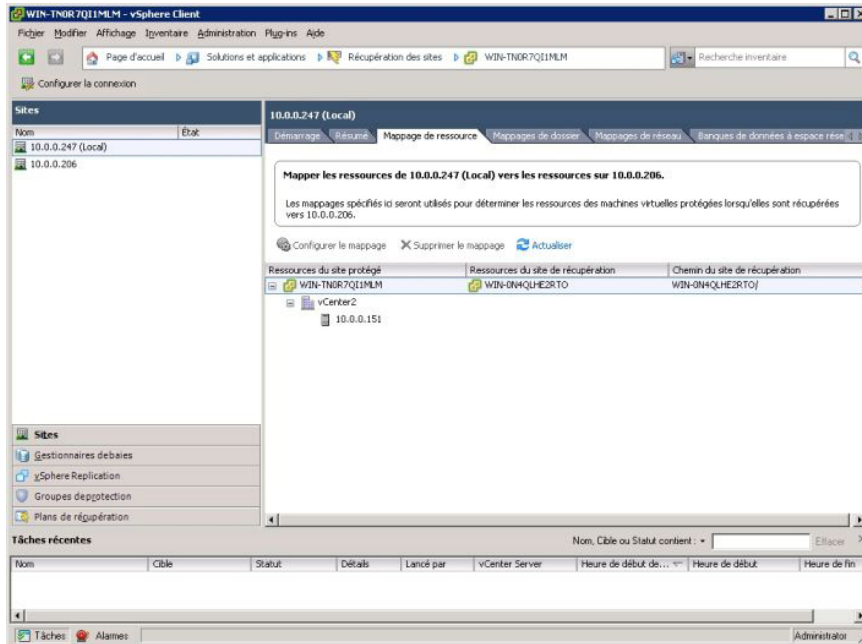 WIN-TN0R7QI1MLM - vSphere Client
Fichier Modifier Affichage Inventaire Administration Plug-ins Aide
Page d'accueil Solutions et applications Récupération des sites WIN-TN0R7QI1MLM Recherche inventaire
Configurer la connexion
Sites
Nom État
10.0.0.247 (Local)
10.0.0.206
10.0.0.247 (Local)
Démarrage Résumé Mappage de ressource Mappages de dossier Mappages de réseau Banques de données à espace rése
Mapper les ressources de 10.0.0.247 (Local) vers les ressources sur 10.0.0.206.
Les mappages spécifiés ici seront utilisés pour déterminer les ressources des machines virtuelles protégées lorsqu'elles sont récupérées
vers 10.0.0.206.
Configurer le mappage Supprimer le mappage Actualiser
Ressources du site protégé Ressources du site de récupération Chemin du site de récupération
WIN-TN0R7QI1MLM WIN-0N4QLHE2RTO WIN-0N4QLHE2RTO/
vCenter2
10.0.0.151
Sites
Gestionnaires debaies
vSphere Replication
Groupes deprotection
Plans de récupération
Tâches récentes Nom, Cible ou Statut contient : Effacer
Nom Cible Statut Détails Lancé par vCenter Server Heure de début de... Heure de début Heure de fin
Tâches Alarmes Administrator